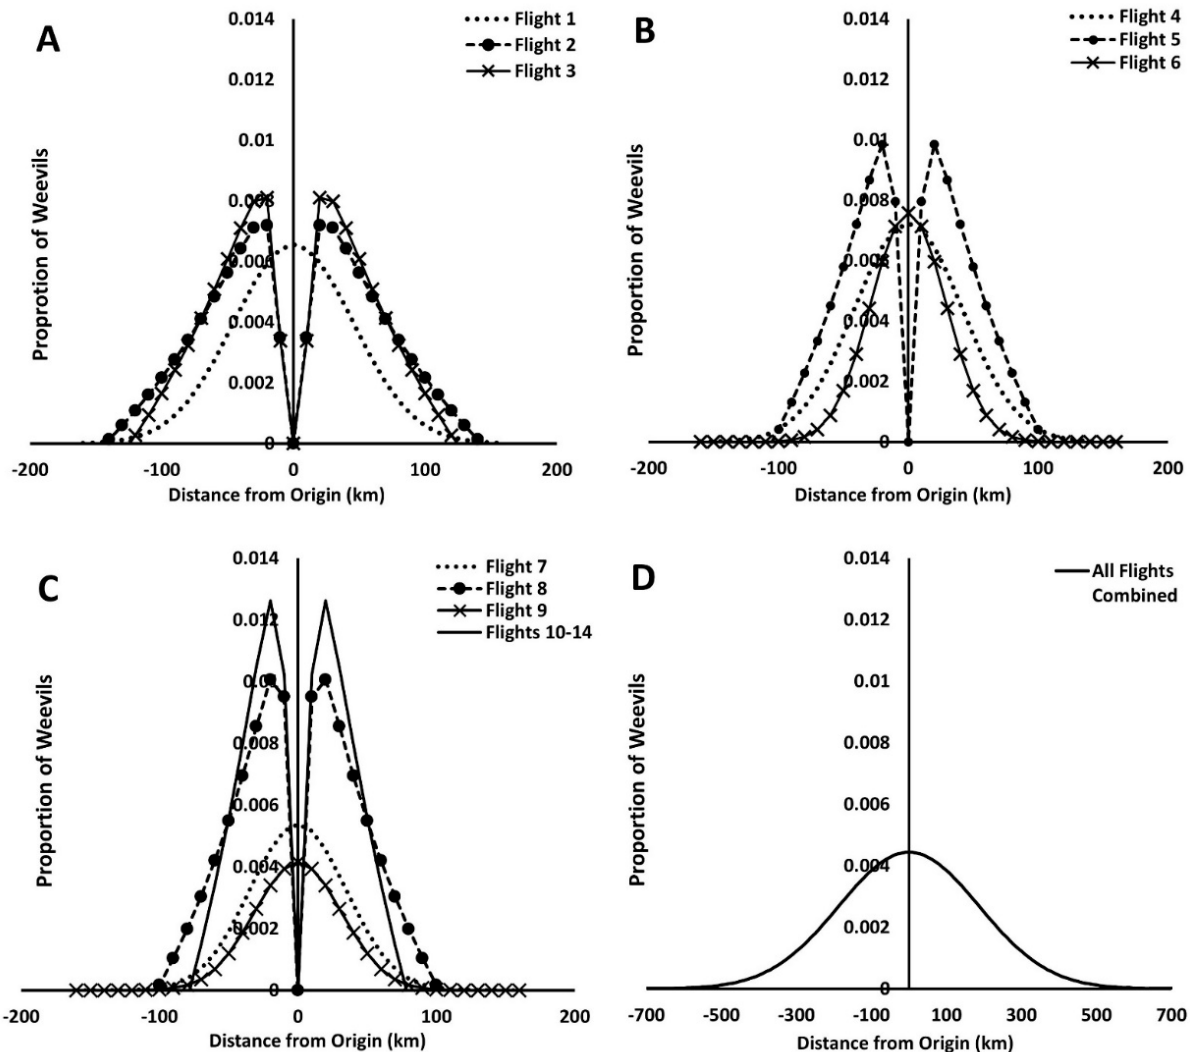 A
Flight 1
Flight 2
Flight 3
0.014
0.012
0.01
0.008
0.006
0.004
0.002
0
-200
-100
0
100
200
Proprotion of Weevils
Distance from Origin (km)
B
Flight 4
Flight 5
Flight 6
0.014
0.012
0.01
0.008
0.006
0.004
0.002
0
-200
-100
0
100
200
Proportion of Weevils
Distance from Origin (km)
C
Flight 7
Flight 8
Flight 9
Flights 10-14
0.014
0.012
0.01
0.008
0.006
0.004
0.002
0
-200
-100
0
100
200
Proportion of Weevils
Distance from Origin (km)
D
All Flights
Combined
0.014
0.012
0.01
0.008
0.006
0.004
0.002
0
-700
-500
-300
-100
100
300
500
700
Proportion of Weevils
Distance from Origin (km)